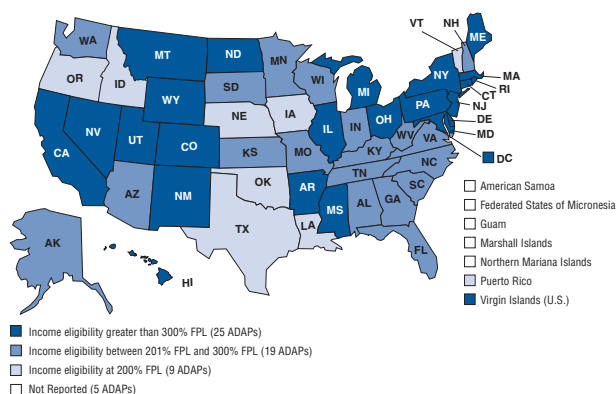 VT
NH
ME
WA
MT
ND
MN
OR
ID
SD
WI
NY
MA
WY
MI
RI
CT
NE
IA
PA
NJ
NV
UT
CO
IL
IN
OH
DE
MD
CA
KS
MO
KY
WV
VA
DC
AZ
NM
OK
AR
TN
NC
SC
TX
LA
MS
AL
GA
FL
AK
HI
American Samoa
Federated States of Micronesia
Guam
Marshall Islands
Northern Mariana Islands
Puerto Rico
Virgin Islands (U.S.)
Income eligibility greater than 300% FPL (25 ADAPs)
Income eligibility between 201% FPL and 300% FPL (19 ADAPs)
Income eligibility at 200% FPL (9 ADAPs)
Not Reported (5 ADAPs)